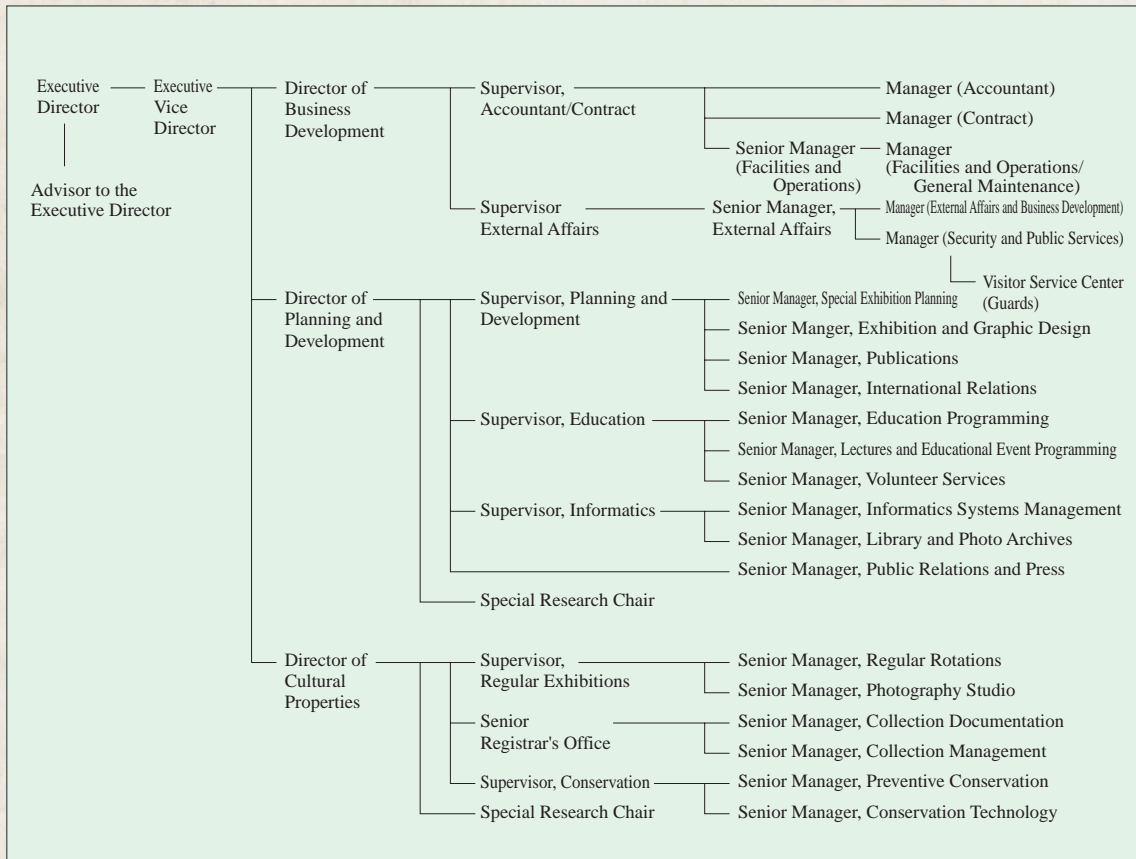 Executive
Director
Executive
Vice
Director
Advisor to the
Executive Director
Director of
Business
Development
Supervisor,
Accountant/Contract
Manager (Accountant)
Manager (Contract)
Senior Manager
(Facilities and
Operations)
Manager
(Facilities and Operations/
General Maintenance)
Supervisor
External Affairs
Senior Manager,
External Affairs
Manager (External Affairs and Business Development)
Manager (Security and Public Services)
Visitor Service Center
(Guards)
Director of
Planning and
Development
Supervisor, Planning and
Development
Senior Manager, Special Exhibition Planning
Senior Manger, Exhibition and Graphic Design
Senior Manager, Publications
Senior Manager, International Relations
Supervisor, Education
Senior Manager, Education Programming
Senior Manager, Lectures and Educational Event Programming
Senior Manager, Volunteer Services
Supervisor, Informatics
Senior Manager, Informatics Systems Management
Senior Manager, Library and Photo Archives
Senior Manager, Public Relations and Press
Special Research Chair
Director of
Cultural
Properties
Supervisor,
Regular Exhibitions
Senior Manager, Regular Rotations
Senior Manager, Photography Studio
Senior
Registrar's Office
Senior Manager, Collection Documentation
Senior Manager, Collection Management
Supervisor, Conservation
Senior Manager, Preventive Conservation
Senior Manager, Conservation Technology
Special Research Chair